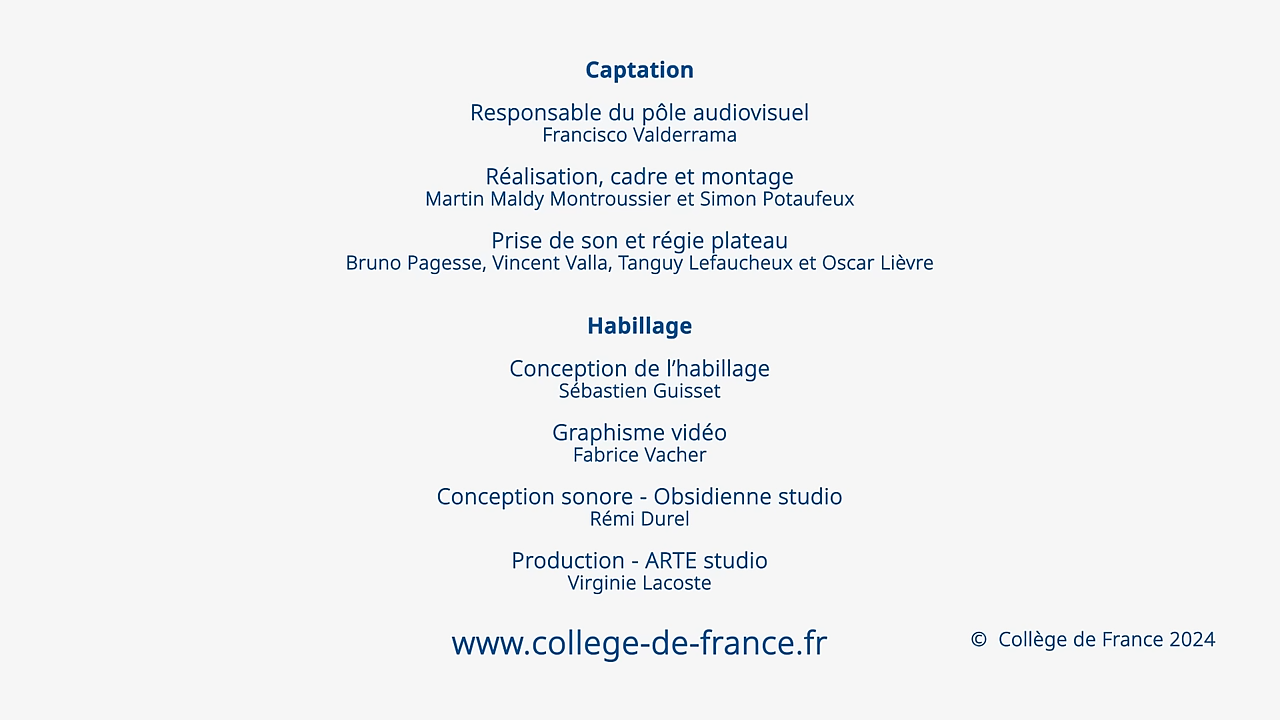 Captation
Responsable du pôle audiovisuel
Francisco Valderrama
Réalisation, cadre et montage
Martin Maldy Montroussier et Simon Potaufeux
Prise de son et régie plateau
Bruno Pagesse, Vincent Valla, Tanguy Lefaucheux et Oscar Lièvre
Habillage
Conception de l’habillage
Sébastien Guisset
Graphisme vidéo
Fabrice Vacher
Conception sonore - Obsidienne studio
Rémi Durel
Production - ARTE studio
Virginie Lacoste
www.college-de-france.fr
© Collège de France 2024